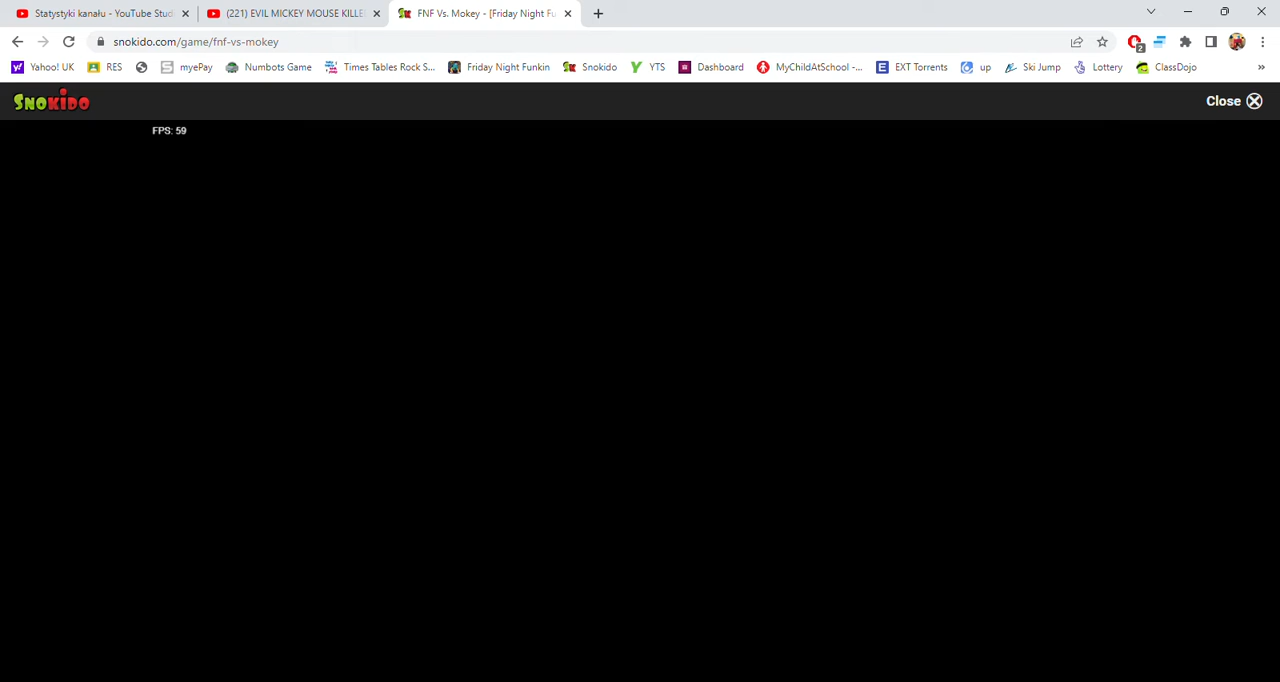 Statystyki kanału - YouTube Stud
(221) EVIL MICKEY MOUSE KILLE
FNF Vs. Mokey - [Friday Night Fu
snokido.com/game/fnf-vs-mokey
2
Yahoo! UK RES myePay Numbots Game Times Tables Rock S... Friday Night Funkin Snokido YTS Dashboard MyChildAtSchool -... EXT Torrents up Ski Jump Lottery ClassDojo »
SNOKIDO
Close
FPS: 59